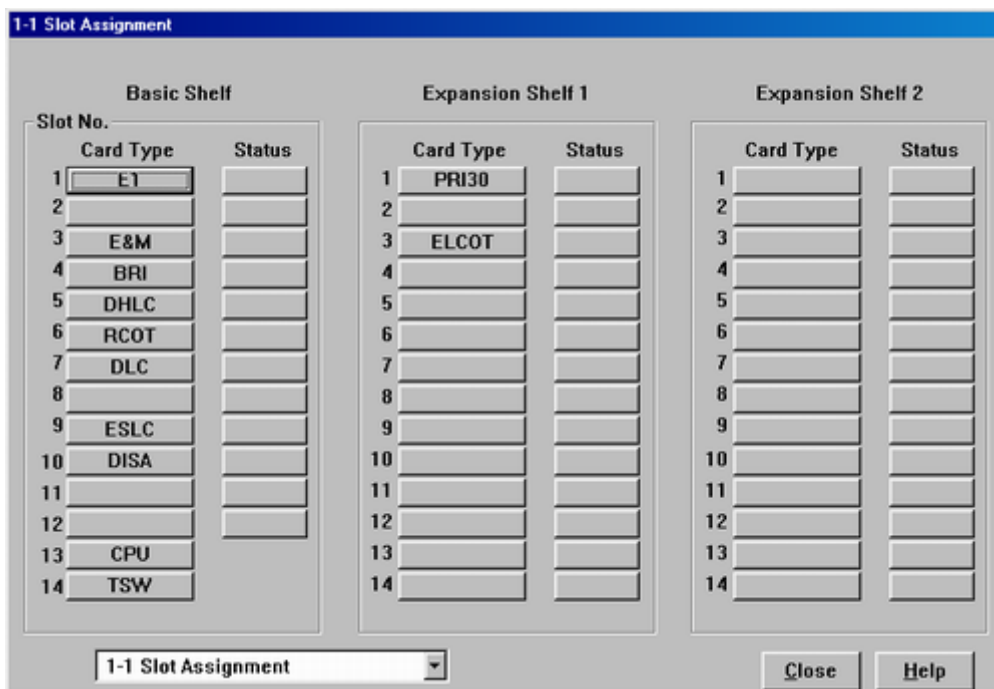 1-1 Slot Assignment
Basic Shelf Expansion Shelf 1 Expansion Shelf 2
Slot No.
Card Type Status Card Type Status Card Type Status
1 E1 1 PRI30 1
2 2 2
3 E&M 3 ELCOT 3
4 BRI 4 4
5 DHLC 5 5
6 RCOT 6 6
7 DLC 7 7
8 8 8
9 ESLC 9 9
10 DISA 10 10
11 11 11
12 12 12
13 CPU 13 13
14 TSW 14 14
1-1 Slot Assignment Close Help